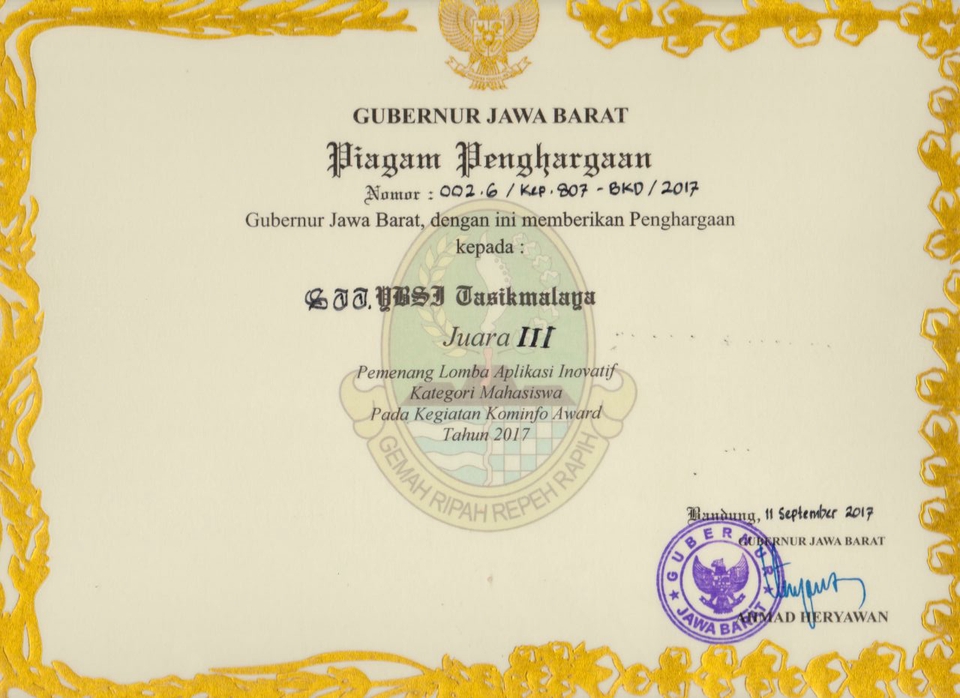 GUBERNUR JAWA BARAT
Piagam Penghargaan
Nomor : 002.6 / Kep. 807 - BKD / 2017
Gubernur Jawa Barat, dengan ini memberikan Penghargaan
kepada :
STT. YBSI Tasikmalaya
Juara III
Pemenang Lomba Aplikasi Inovatif
Kategori Mahasiswa
Pada Kegiatan Kominfo Award
Tahun 2017
GEMAH RIPAH REPEH RAPIH
Bandung, 11 September 2017
GUBERNUR JAWA BARAT
GUBERNUR
JAWA BARAT
AHMAD HERYAWAN